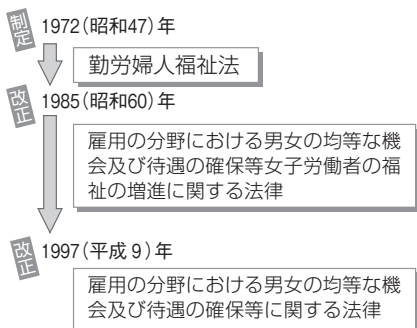 制定
1972(昭和47)年
勤労婦人福祉法
改正
1985(昭和60)年
雇用の分野における男女の均等な機
会及び待遇の確保等女子労働者の福
祉の増進に関する法律
改正
1997(平成9)年
雇用の分野における男女の均等な機
会及び待遇の確保等に関する法律